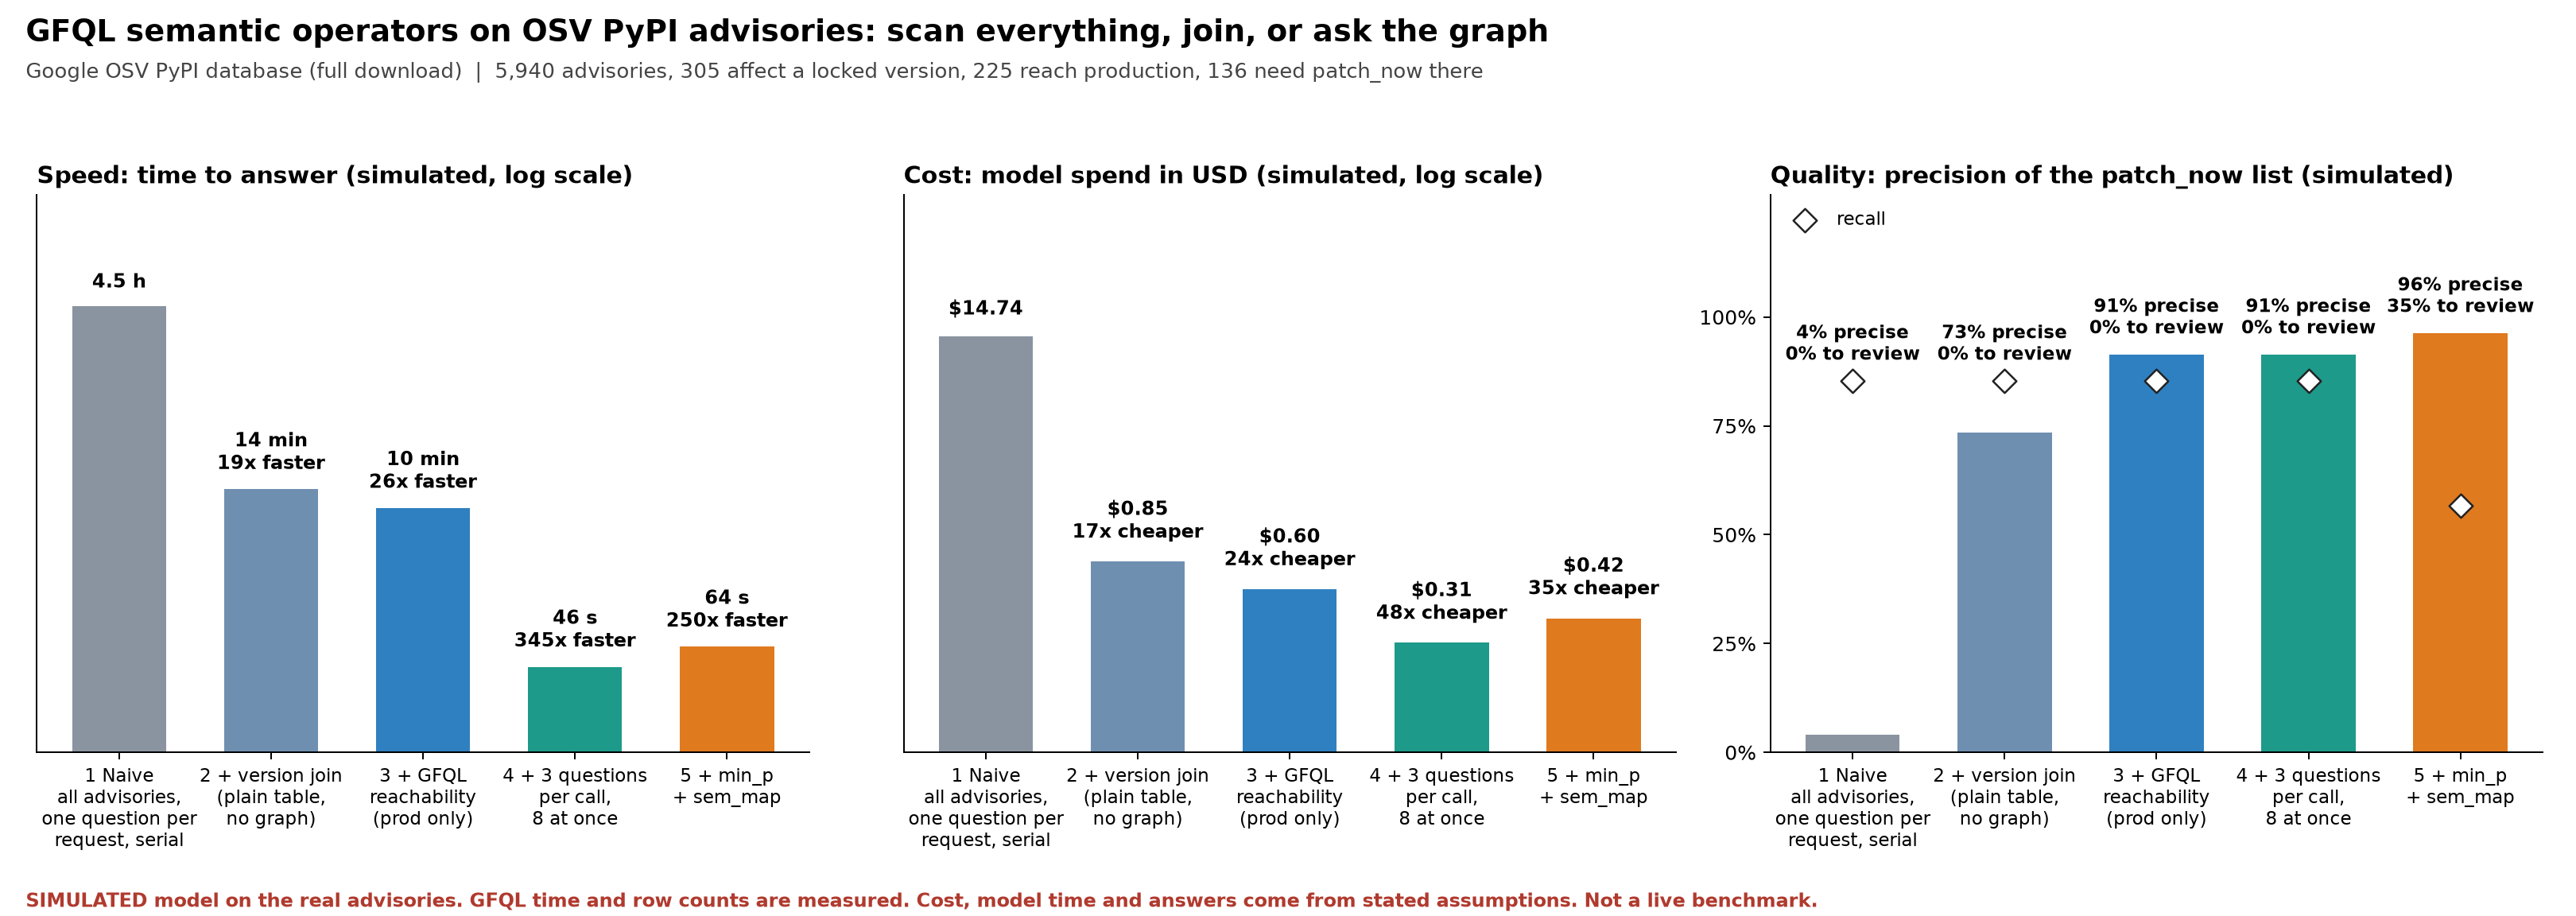 GFQL semantic operators on OSV PyPI advisories: scan everything, join, or ask the graph
Google OSV PyPI database (full download)  |  5,940 advisories, 305 affect a locked version, 225 reach production, 136 need patch_now there
Speed: time to answer (simulated, log scale)
4.5 h
14 min
19x faster
10 min
26x faster
46 s
345x faster
64 s
250x faster
1 Naive
all advisories,
one question per
request, serial
2 + version join
(plain table,
no graph)
3 + GFQL
reachability
(prod only)
4 + 3 questions
per call,
8 at once
5 + min_p
+ sem_map
Cost: model spend in USD (simulated, log scale)
$14.74
$0.85
17x cheaper
$0.60
24x cheaper
$0.31
48x cheaper
$0.42
35x cheaper
1 Naive
all advisories,
one question per
request, serial
2 + version join
(plain table,
no graph)
3 + GFQL
reachability
(prod only)
4 + 3 questions
per call,
8 at once
5 + min_p
+ sem_map
Quality: precision of the patch_now list (simulated)
recall
100%
75%
50%
25%
0%
4% precise
0% to review
73% precise
0% to review
91% precise
0% to review
91% precise
0% to review
96% precise
35% to review
1 Naive
all advisories,
one question per
request, serial
2 + version join
(plain table,
no graph)
3 + GFQL
reachability
(prod only)
4 + 3 questions
per call,
8 at once
5 + min_p
+ sem_map
SIMULATED model on the real advisories. GFQL time and row counts are measured. Cost, model time and answers come from stated assumptions. Not a live benchmark.